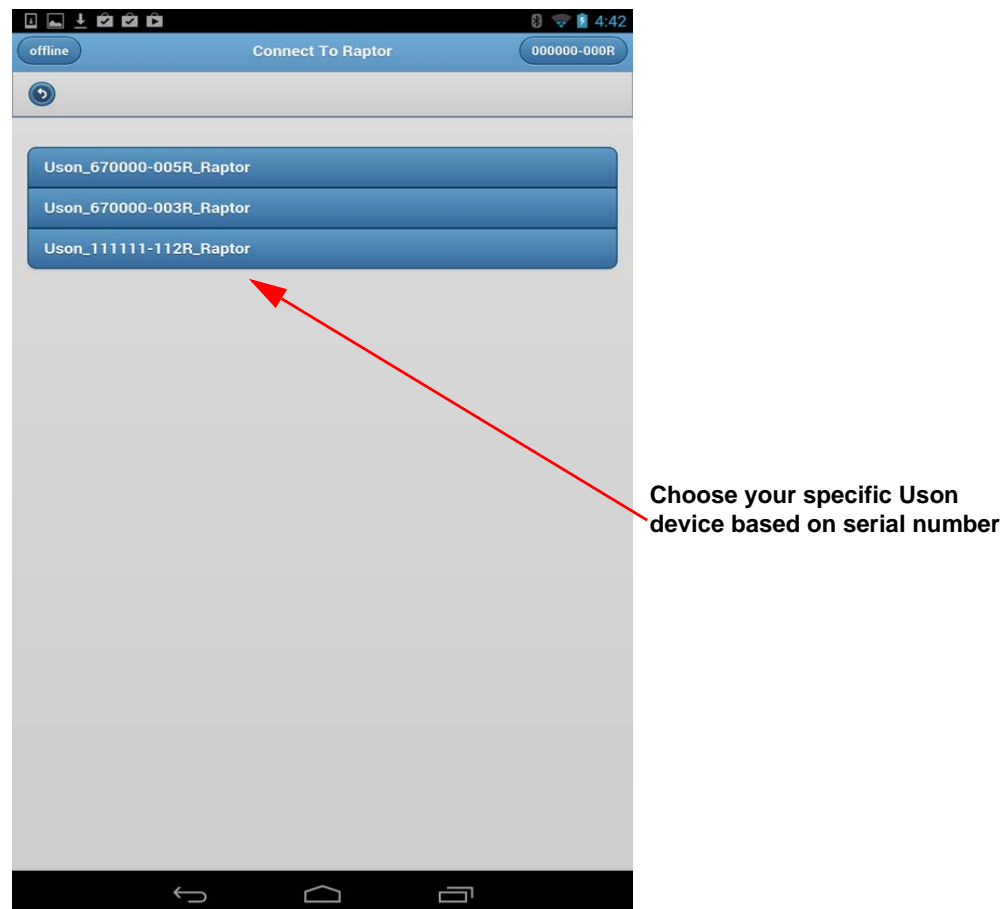 4:42
offline
Connect To Raptor
000000-000R
Uson_670000-005R_Raptor
Uson_670000-003R_Raptor
Uson_111111-112R_Raptor
Choose your specific Uson
device based on serial number